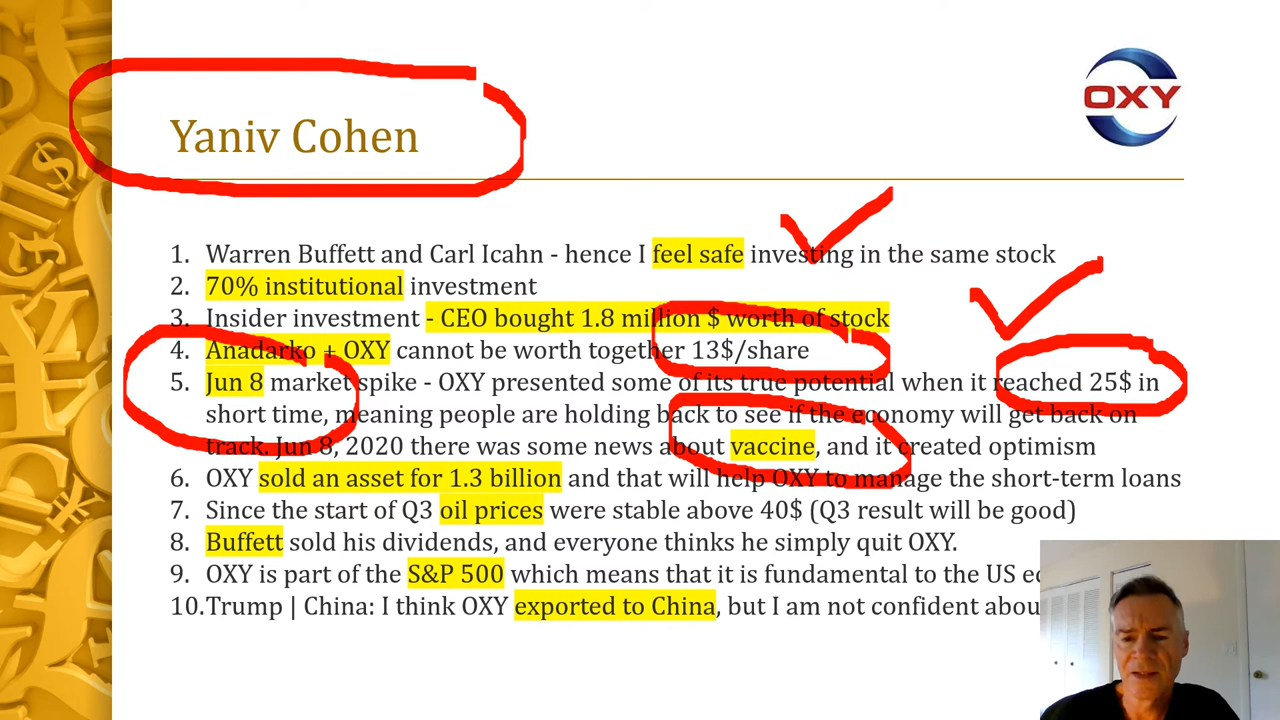 OXY
Yaniv Cohen
1. Warren Buffett and Carl Icahn - hence I feel safe investing in the same stock
2. 70% institutional investment
3. Insider investment - CEO bought 1.8 million $ worth of stock
4. Anadarko + OXY cannot be worth together 13$/share
5. Jun 8 market spike - OXY presented some of its true potential when it reached 25$ in
short time, meaning people are holding back to see if the economy will get back on
track. Jun 8, 2020 there was some news about vaccine, and it created optimism
6. OXY sold an asset for 1.3 billion and that will help OXY to manage the short-term loans
7. Since the start of Q3 oil prices were stable above 40$ (Q3 result will be good)
8. Buffett sold his dividends, and everyone thinks he simply quit OXY.
9. OXY is part of the S&P 500 which means that it is fundamental to the US
10. Trump | China: I think OXY exported to China, but I am not confident